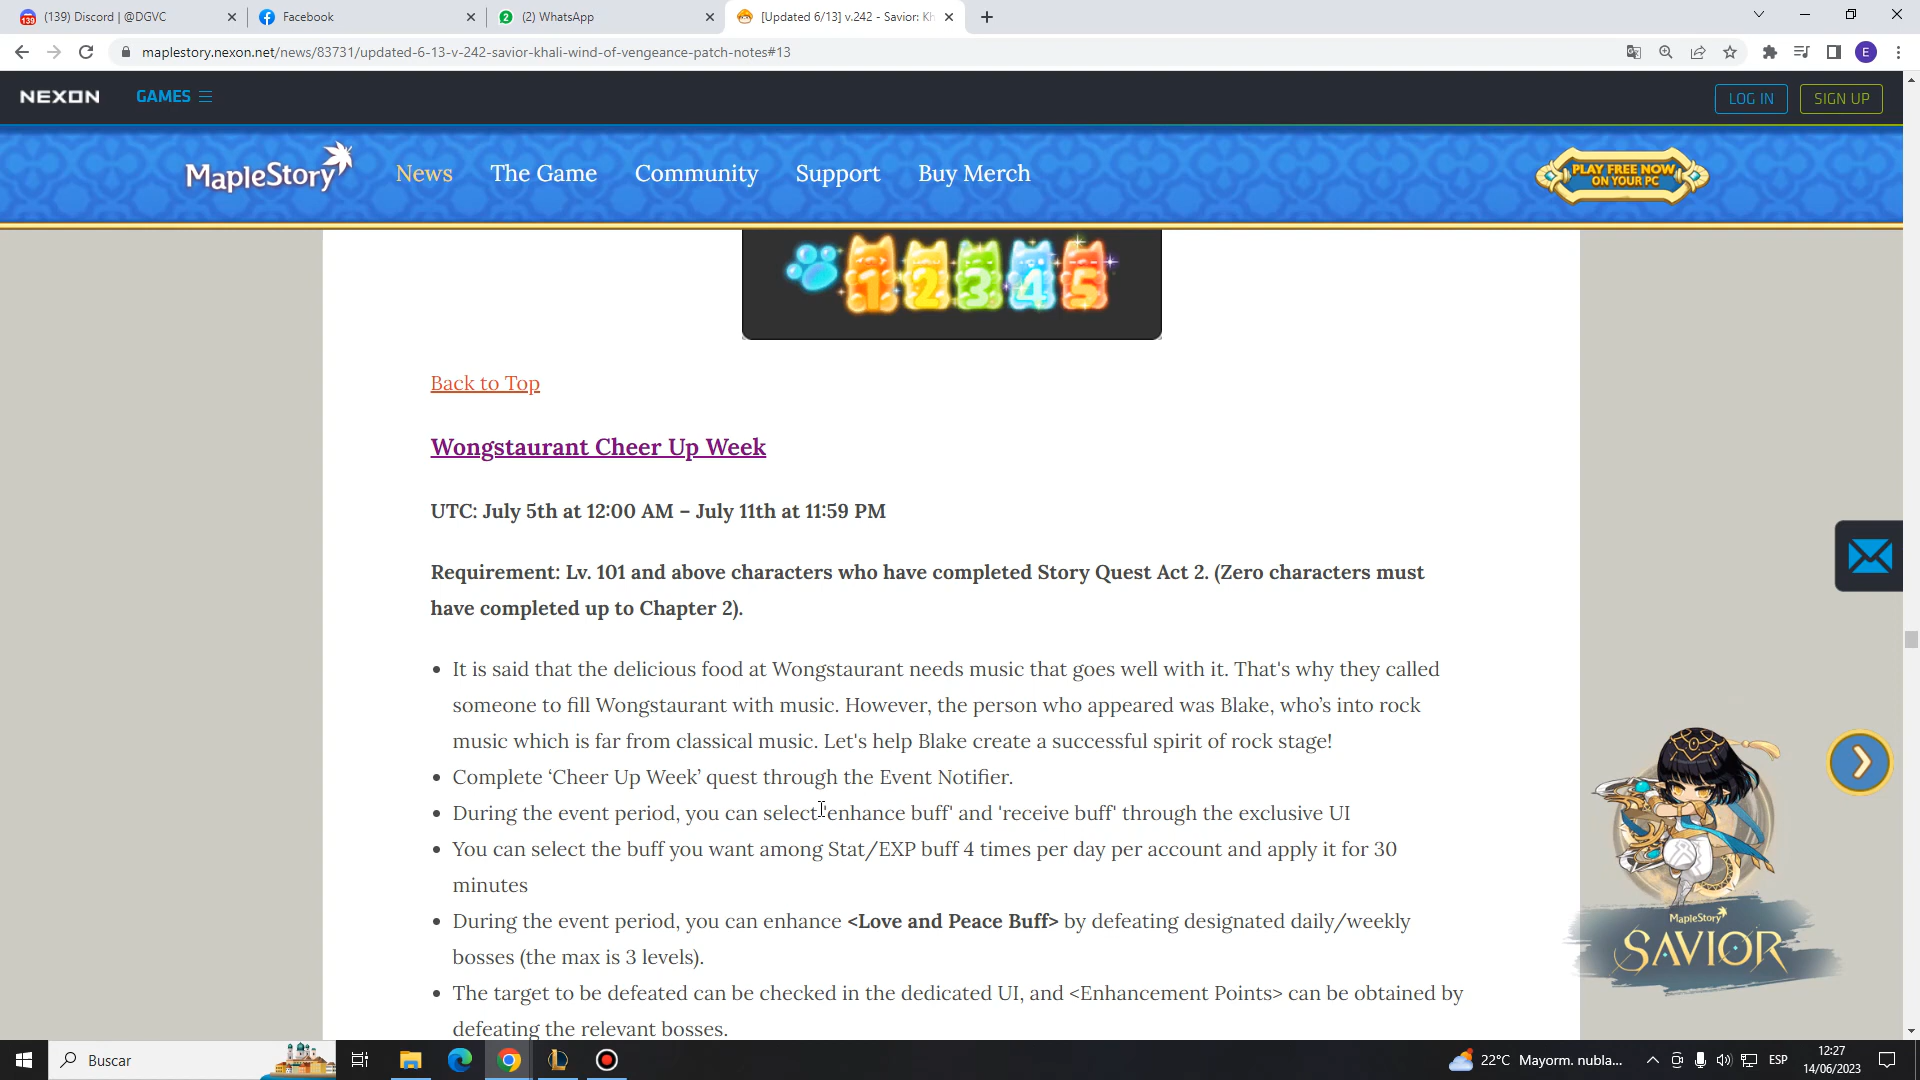 (139) Discord | @DGVC
Facebook
(2) WhatsApp
[Updated 6/13] v.242 - Savior: Kh
maplestory.nexon.net/news/83731/updated-6-13-v-242-savior-khali-wind-of-vengeance-patch-notes#13
E
NEXON
GAMES
LOG IN
SIGN UP
MapleStory
News
The Game
Community
Support
Buy Merch
PLAY FREE NOW
ON YOUR PC
1 2 3 4 5
Back to Top
Wongstaurant Cheer Up Week
UTC: July 5th at 12:00 AM – July 11th at 11:59 PM
Requirement: Lv. 101 and above characters who have completed Story Quest Act 2. (Zero characters must
have completed up to Chapter 2).
It is said that the delicious food at Wongstaurant needs music that goes well with it. That's why they called
someone to fill Wongstaurant with music. However, the person who appeared was Blake, who’s into rock
music which is far from classical music. Let's help Blake create a successful spirit of rock stage!
Complete ‘Cheer Up Week’ quest through the Event Notifier.
During the event period, you can select 'enhance buff' and 'receive buff' through the exclusive UI
You can select the buff you want among Stat/EXP buff 4 times per day per account and apply it for 30
minutes
During the event period, you can enhance <Love and Peace Buff> by defeating designated daily/weekly
bosses (the max is 3 levels).
The target to be defeated can be checked in the dedicated UI, and <Enhancement Points> can be obtained by
defeating the relevant bosses.
MapleStory
SAVIOR
Buscar
22°C Mayorm. nubla...
ESP
12:27
14/06/2023